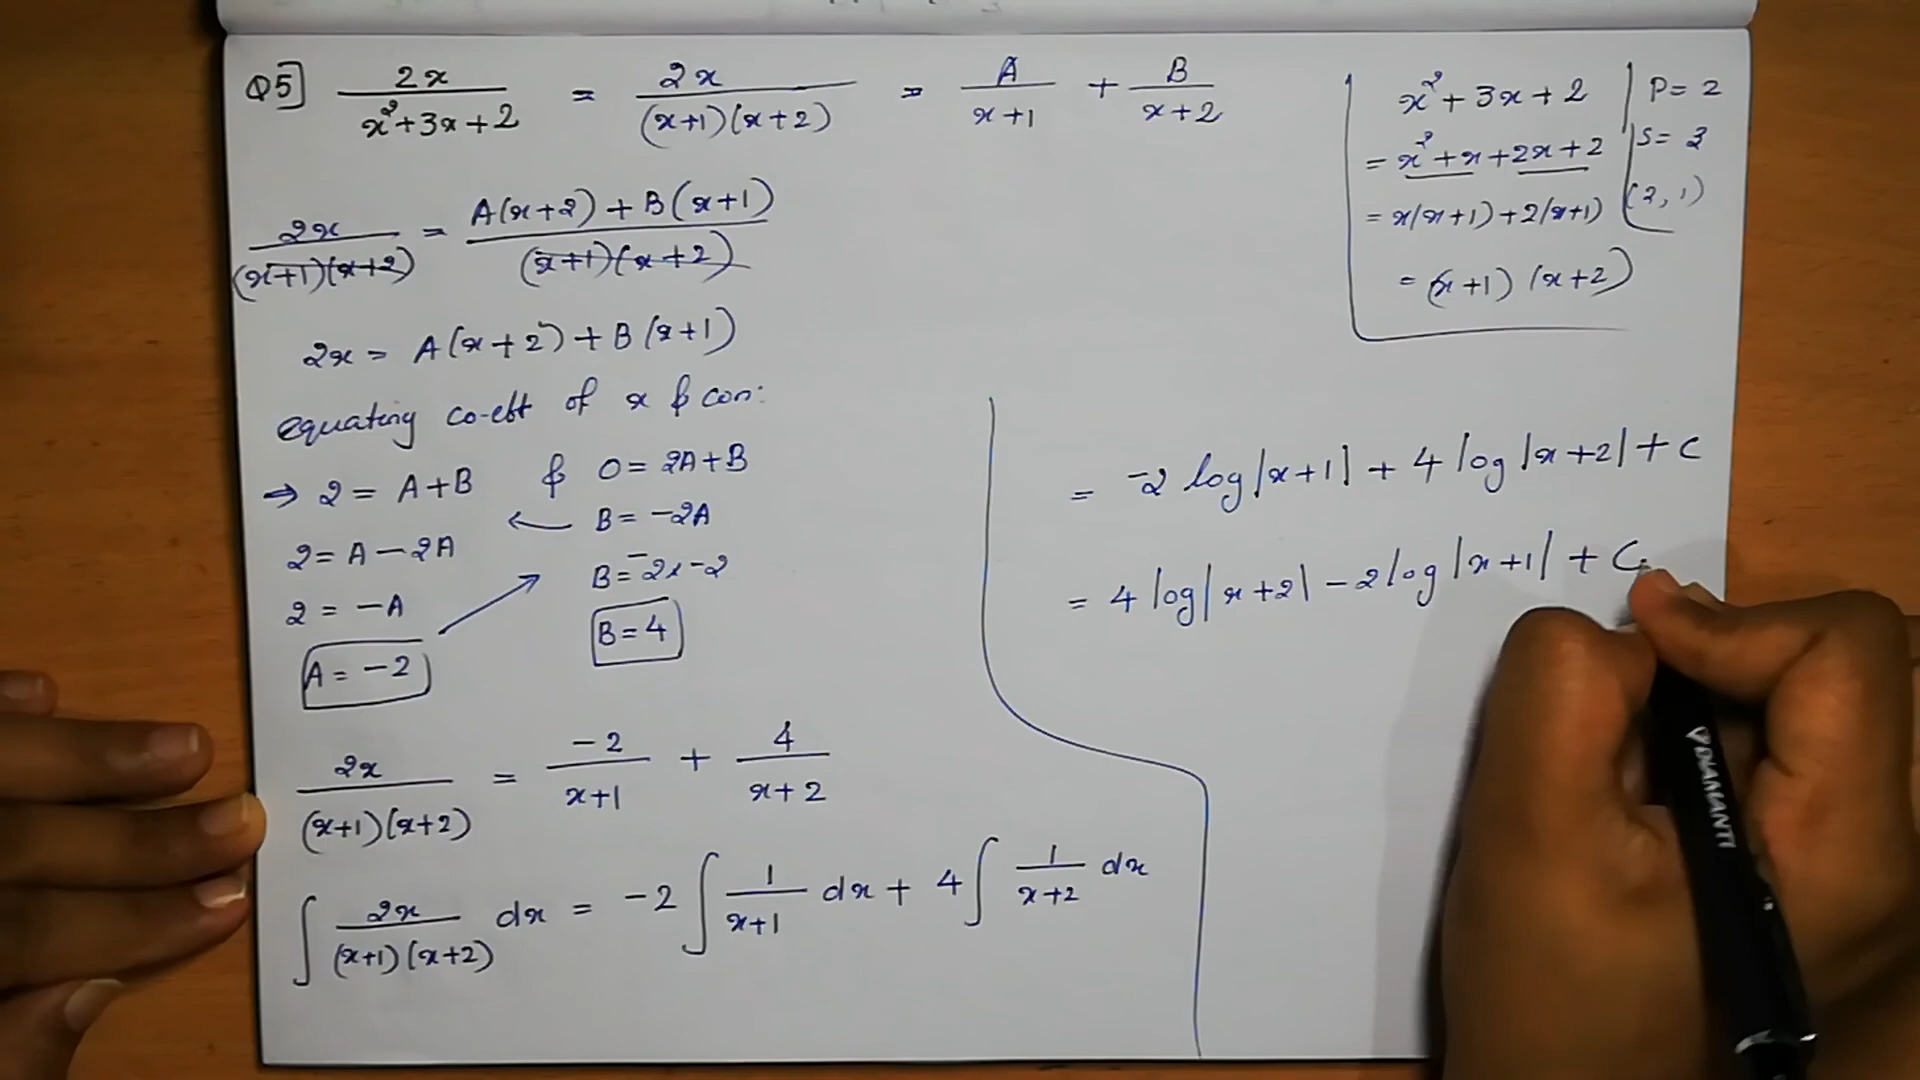 Q5] 2x / x²+3x+2 = 2x / (x+1)(x+2) = A / x+1 + B / x+2
2x / (x+1)(x+2) = A(x+2) + B(x+1) / (x+1)(x+2)
2x = A(x+2) + B(x+1)
equating co-eft of x & con:
⇒ 2 = A+B & 0 = 2A+B
2 = A-2A B = -2A
2 = -A B = -2x-2
A = -2 B = 4
2x / (x+1)(x+2) = -2 / x+1 + 4 / x+2
∫ 2x / (x+1)(x+2) dx = -2 ∫ 1 / x+1 dx + 4 ∫ 1 / x+2 dx
x²+3x+2 P= 2
= x²+x+2x+2 S= 3
= x(x+1)+2(x+1) (2,1)
= (x+1) (x+2)
= -2 log|x+1| + 4 log|x+2| + C
= 4 log|x+2| - 2log|x+1| + C
DIAMANTI